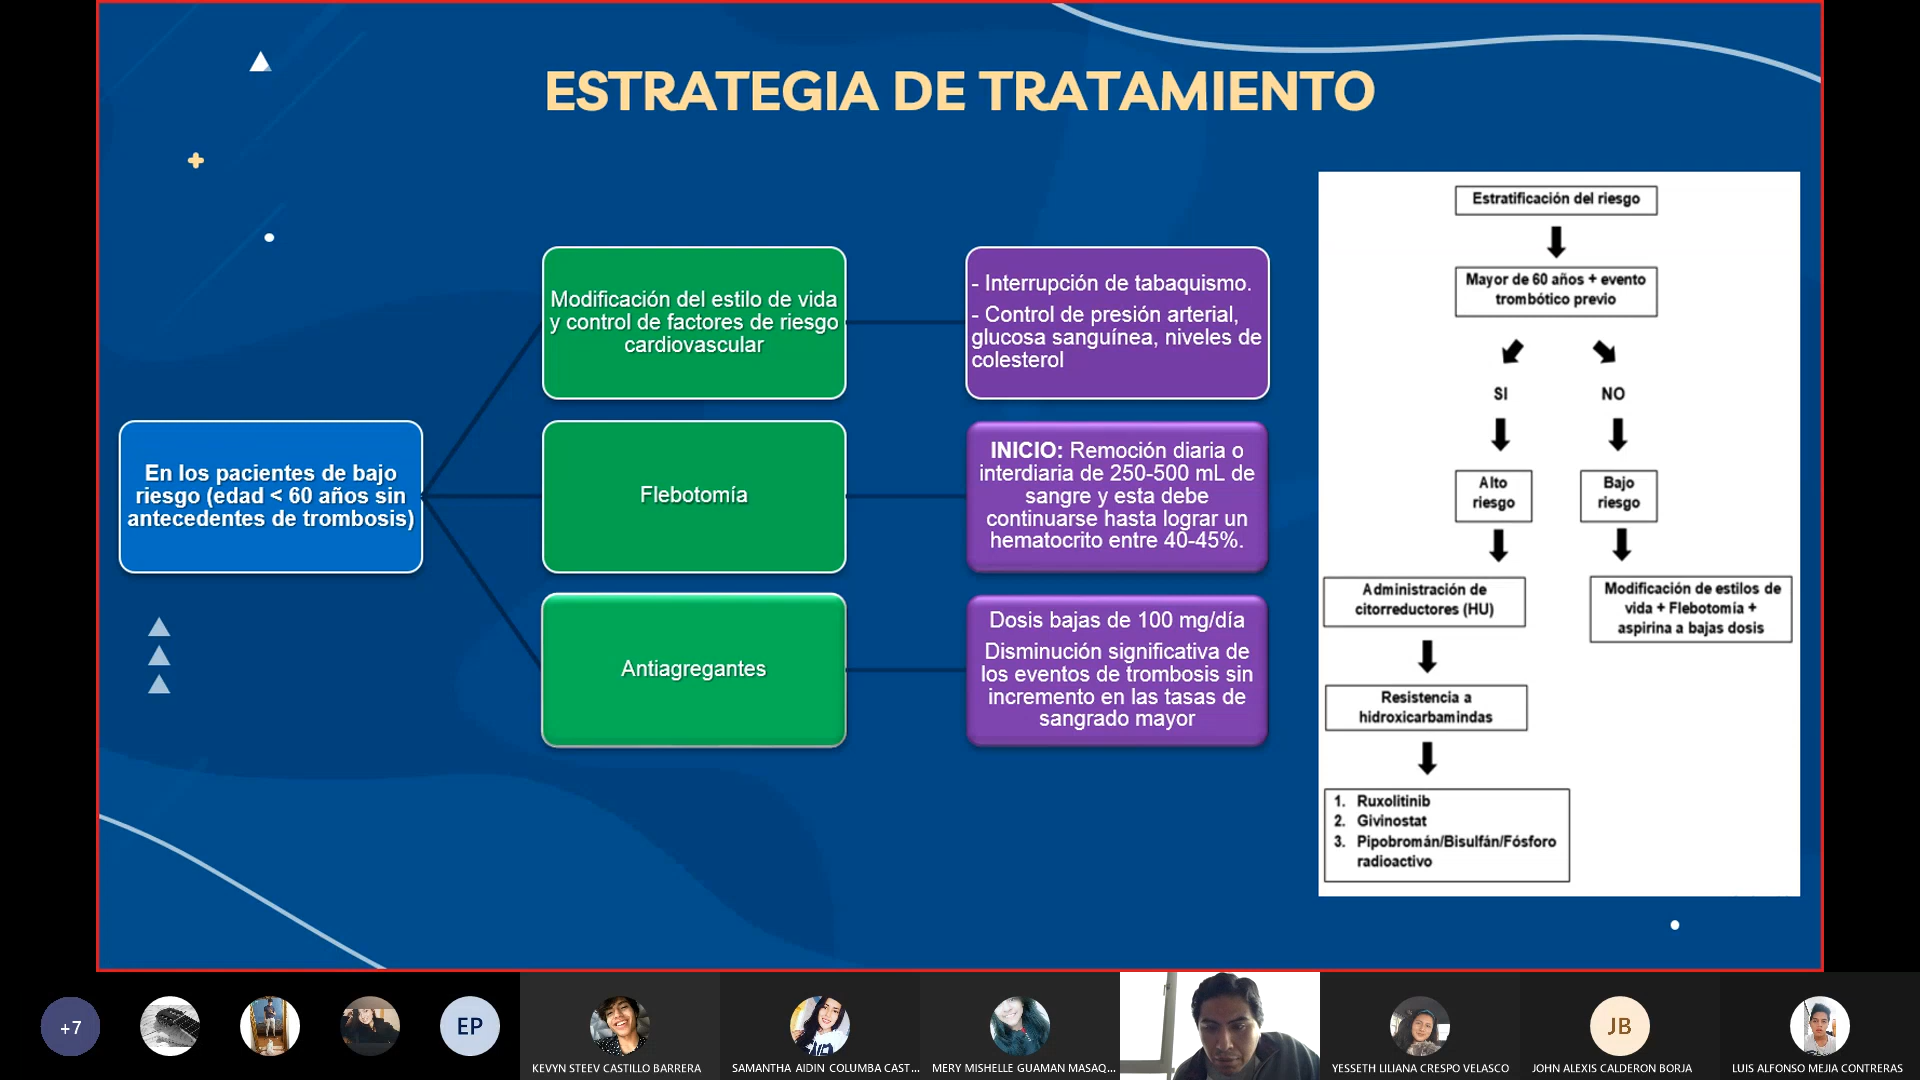 ESTRATEGIA DE TRATAMIENTO
En los pacientes de bajo
riesgo (edad < 60 años sin
antecedentes de trombosis)
Modificación del estilo de vida
y control de factores de riesgo
cardiovascular
- Interrupción de tabaquismo.
- Control de presión arterial,
glucosa sanguínea, niveles de
colesterol
Flebotomía
INICIO: Remoción diaria o
interdiaria de 250-500 mL de
sangre y esta debe
continuarse hasta lograr un
hematocrito entre 40-45%.
Antiagregantes
Dosis bajas de 100 mg/día
Disminución significativa de
los eventos de trombosis sin
incremento en las tasas de
sangrado mayor
Estratificación del riesgo
Mayor de 60 años + evento
trombótico previo
SI
NO
Alto
riesgo
Bajo
riesgo
Administración de
citorreductores (HU)
Modificación de estilos de
vida + Flebotomía +
aspirina a bajas dosis
Resistencia a
hidroxicarbamindas
1. Ruxolitinib
2. Givinostat
3. Pipobromán/Bisulfán/Fósforo
radioactivo
+7
EP
KEVYN STEEV CASTILLO BARRERA
SAMANTHA AIDIN COLUMBA CAST...
MERY MISHELLE GUAMAN MASAQ...
YESSETH LILIANA CRESPO VELASCO
JB
JOHN ALEXIS CALDERON BORJA
LUIS ALFONSO MEJIA CONTRERAS